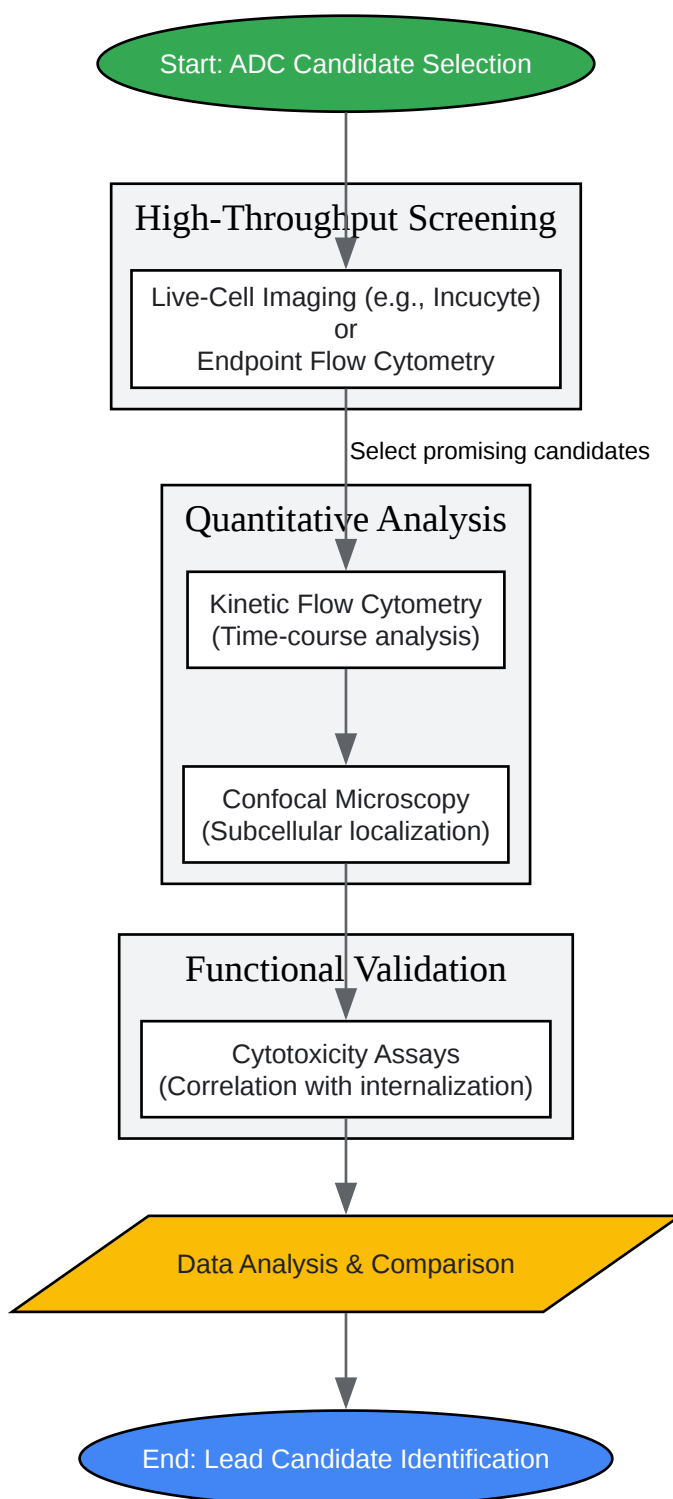 Start: ADC Candidate Selection
High-Throughput Screening
Live-Cell Imaging (e.g., Incucyte)
or
Endpoint Flow Cytometry
Select promising candidates
Quantitative Analysis
Kinetic Flow Cytometry
(Time-course analysis)
Confocal Microscopy
(Subcellular localization)
Functional Validation
Cytotoxicity Assays
(Correlation with internalization)
Data Analysis & Comparison
End: Lead Candidate Identification